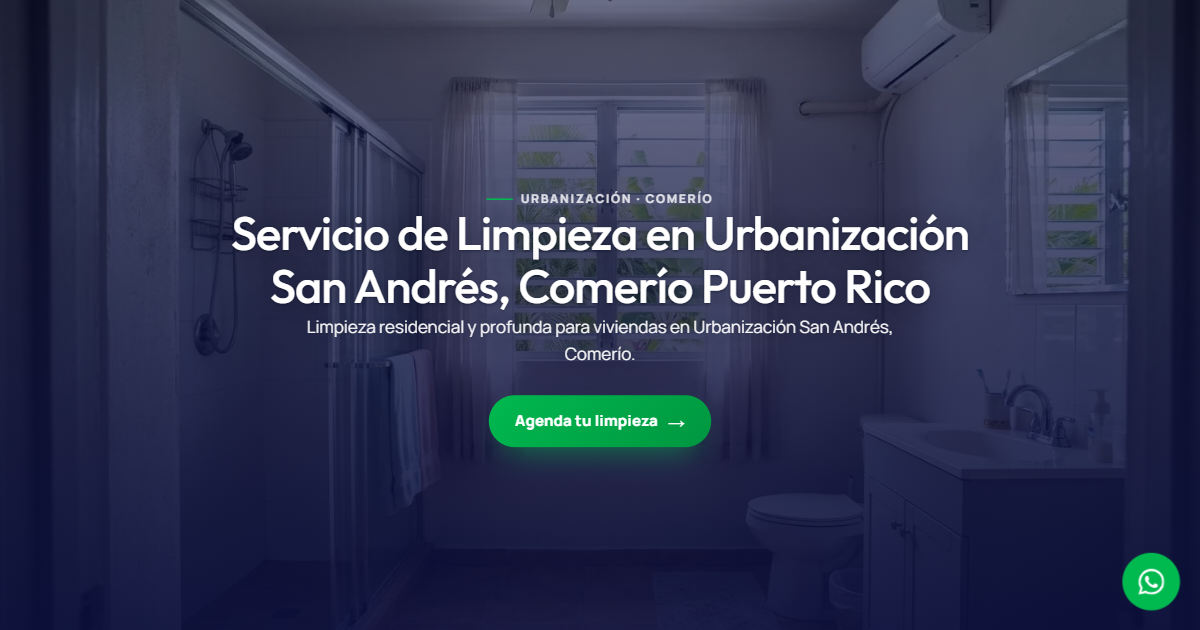 URBANIZACIÓN · COMERÍO
Servicio de Limpieza en Urbanización
San Andrés, Comerío Puerto Rico
Limpieza residencial y profunda para viviendas en Urbanización San Andrés,
Comerío.
Agenda tu limpieza →